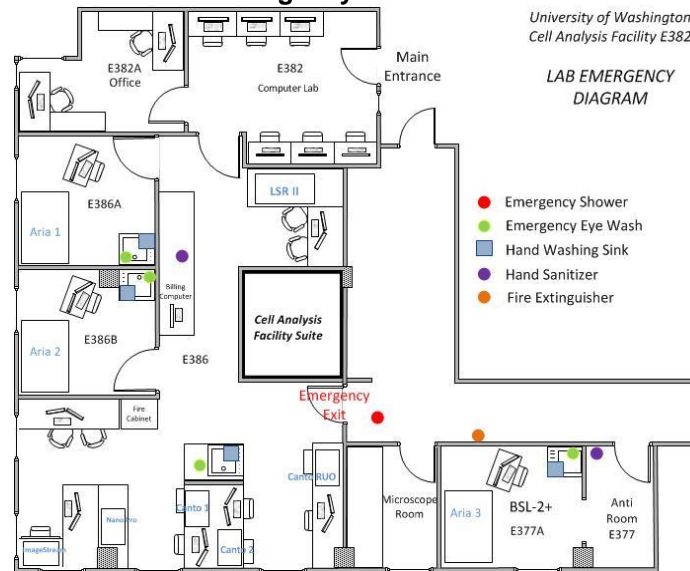 University of Washington
Cell Analysis Facility E382
LAB EMERGENCY
DIAGRAM
E382A
Office
E382
Computer Lab
Main
Entrance
E386A
Aria 1
LSR II
Emergency Shower
Emergency Eye Wash
Hand Washing Sink
Hand Sanitizer
Fire Extinguisher
Billing
Computer
E386B
Aria 2
Cell Analysis
Facility Suite
E386
Fire
Cabinet
Emergency
Exit
Canto RUO
Canto 1
Canto 2
ImageStream
Microscope
Room
Aria 3
BSL-2+
E377A
Anti
Room
E377